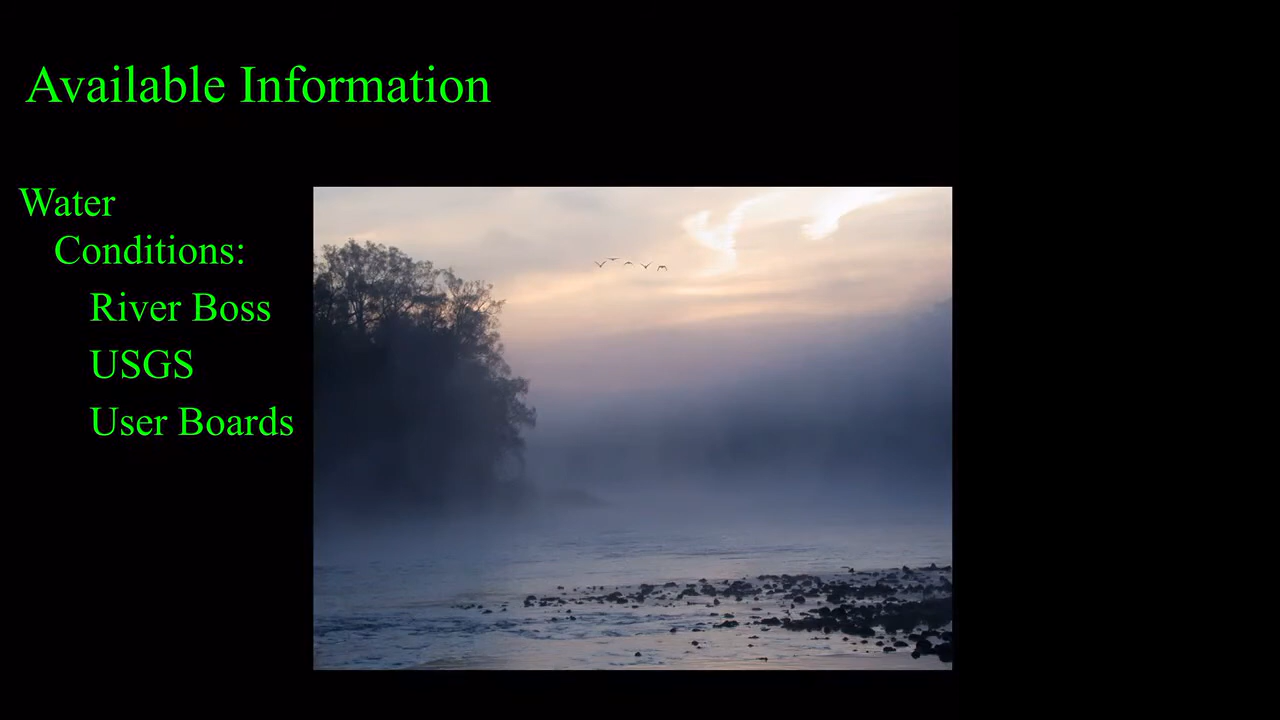 Available Information
Water
Conditions:
River Boss
USGS
User Boards